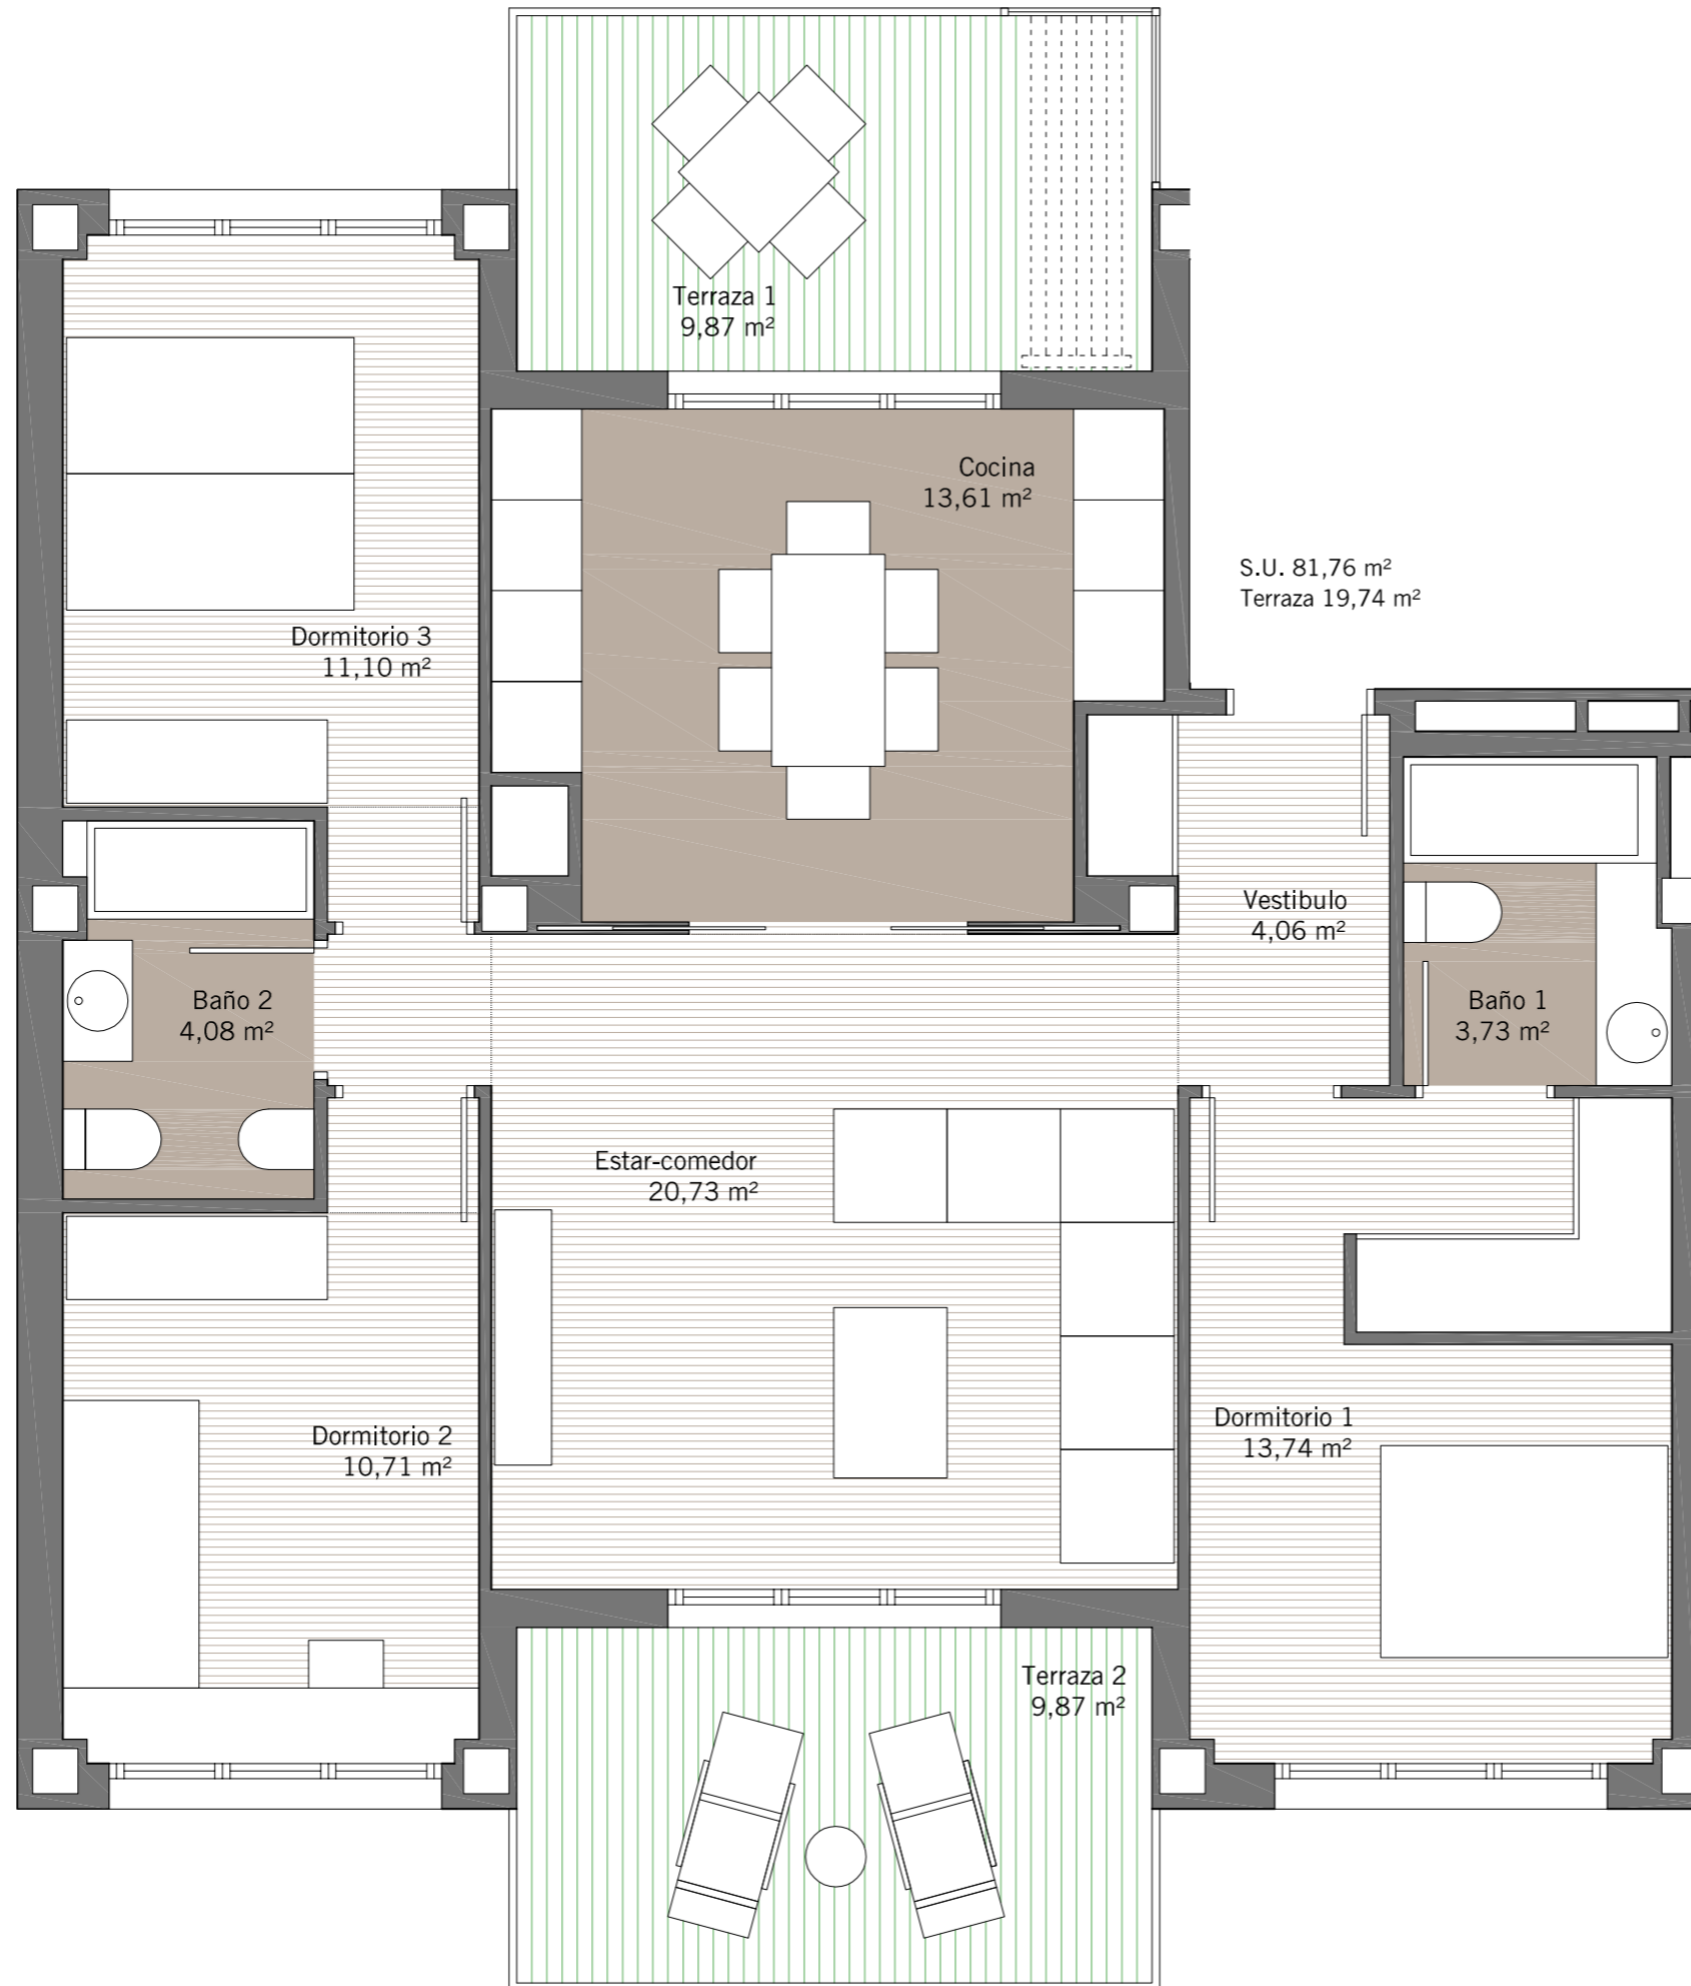 Terraza 1
9,87 m²
Cocina
13,61 m²
S.U. 81,76 m²
Terraza 19,74 m²
Dormitorio 3
11,10 m²
Vestibulo
4,06 m²
Baño 2
4,08 m²
Baño 1
3,73 m²
Estar-comedor
20,73 m²
Dormitorio 1
13,74 m²
Dormitorio 2
10,71 m²
Terraza 2
9,87 m²